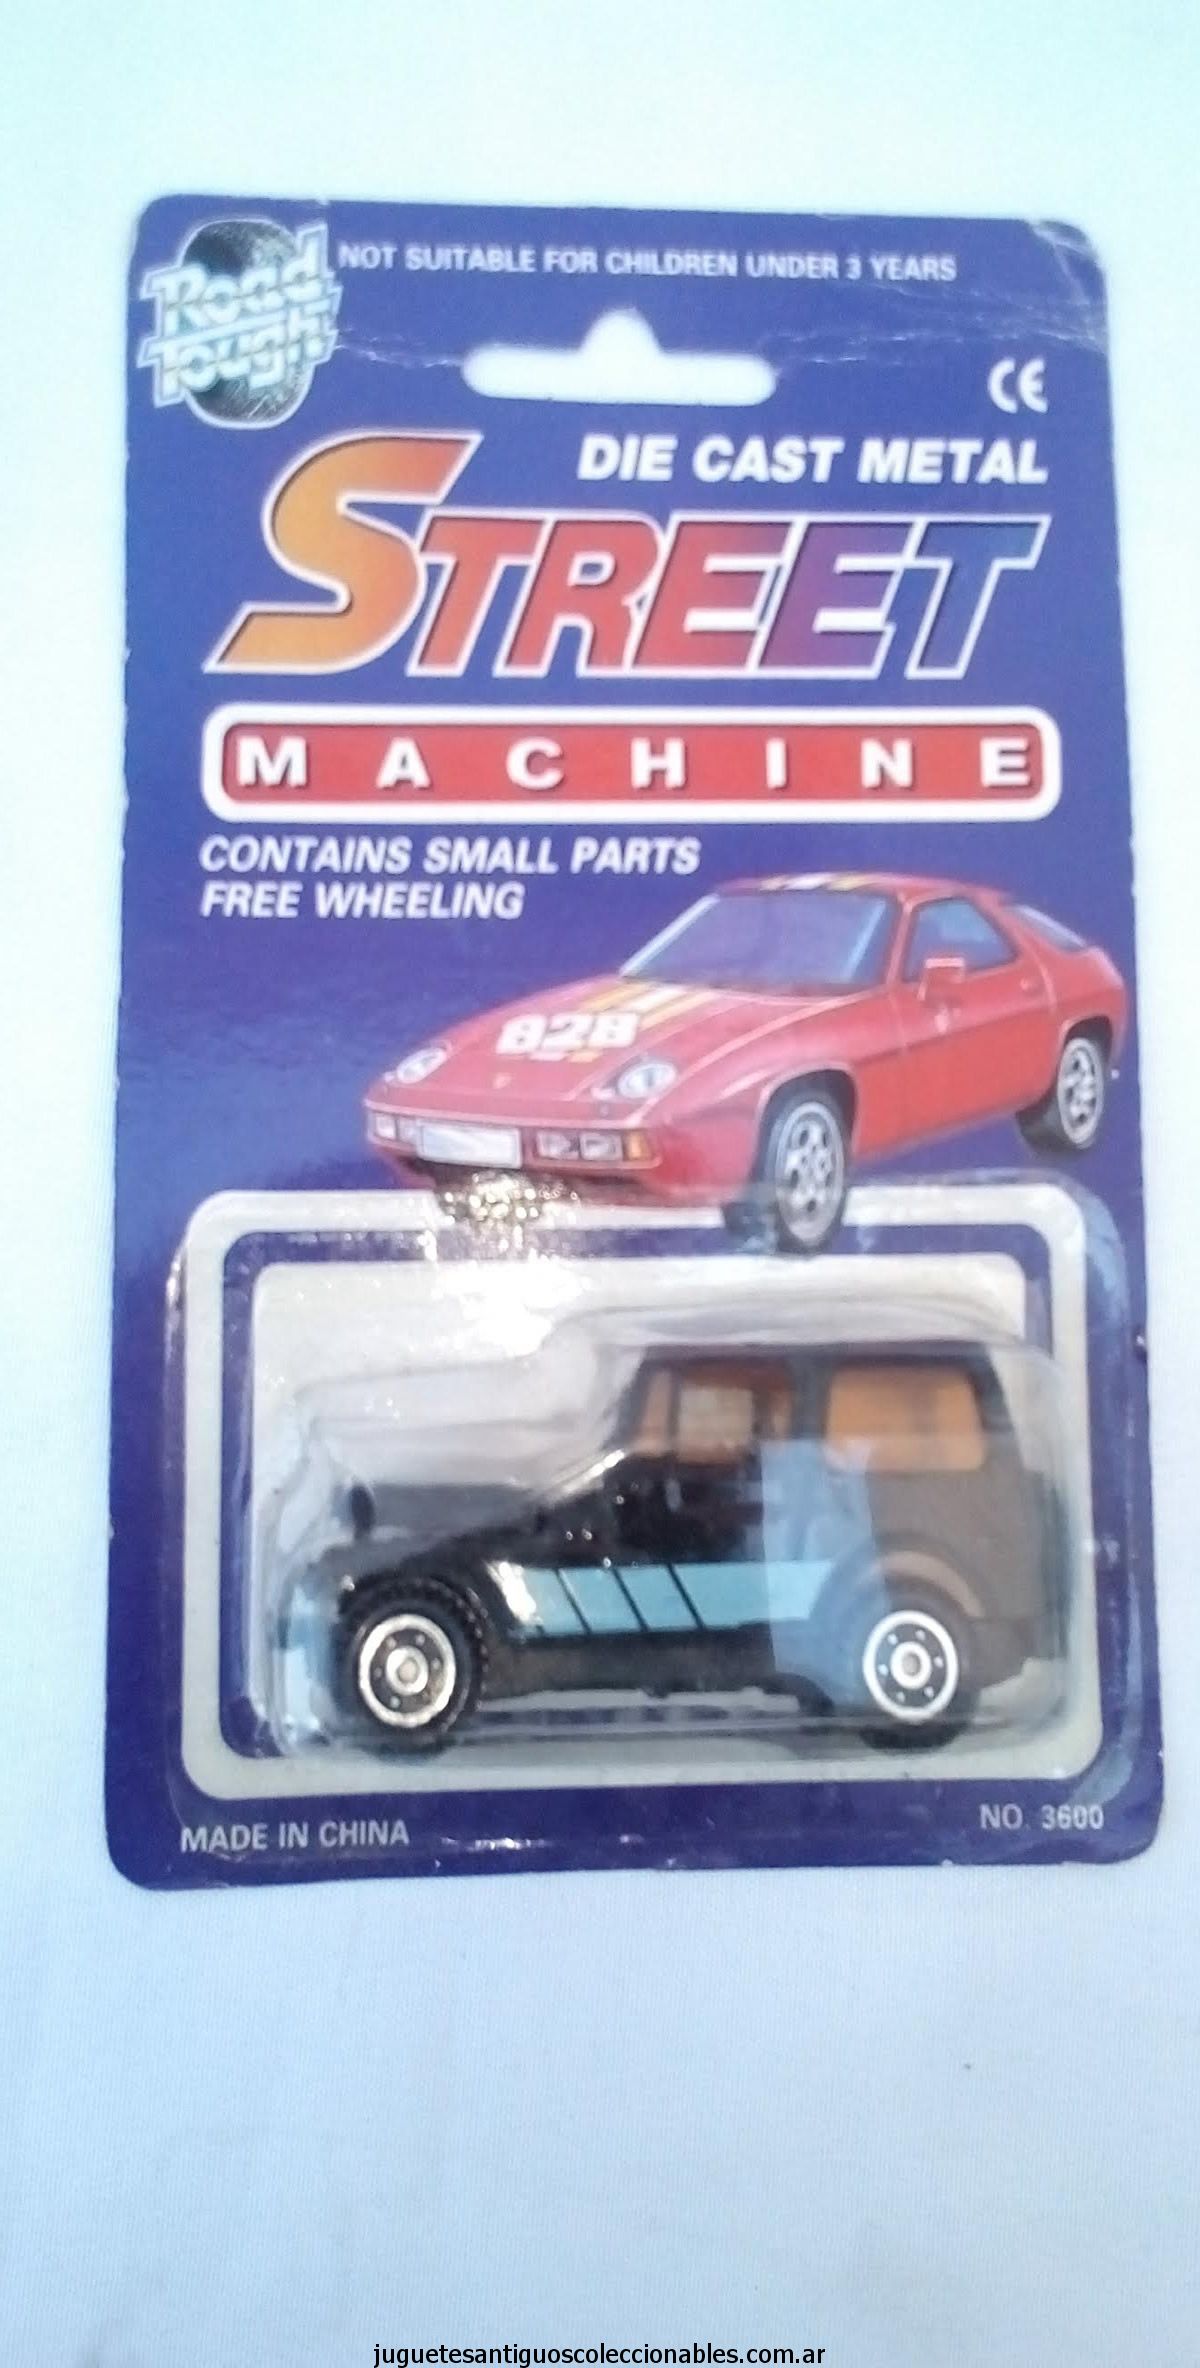 Road
Tough
NOT SUITABLE FOR CHILDREN UNDER 3 YEARS
CE
DIE CAST METAL
STREET
MACHINE
CONTAINS SMALL PARTS
FREE WHEELING
828
MADE IN CHINA
NO. 3600
juguetesantiguoscoleccionables.com.ar